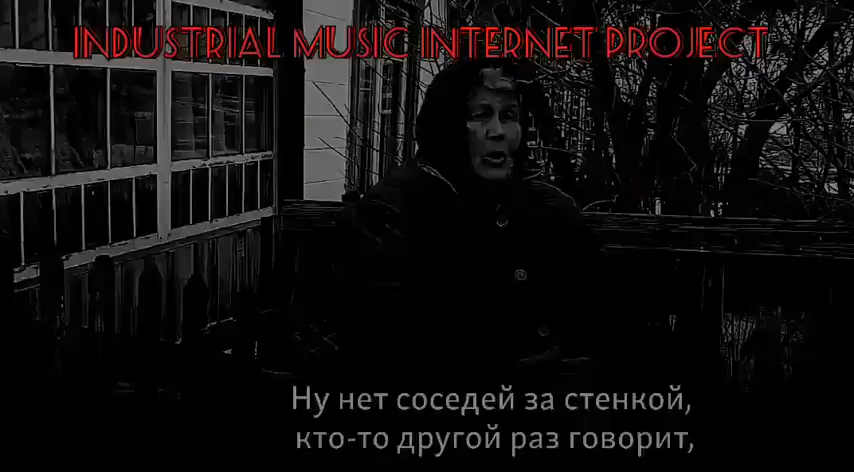 INDUSTRIAL MUSIC INTERNET PROJECT
Ну нет соседей за стенкой,
кто-то другой раз говорит,